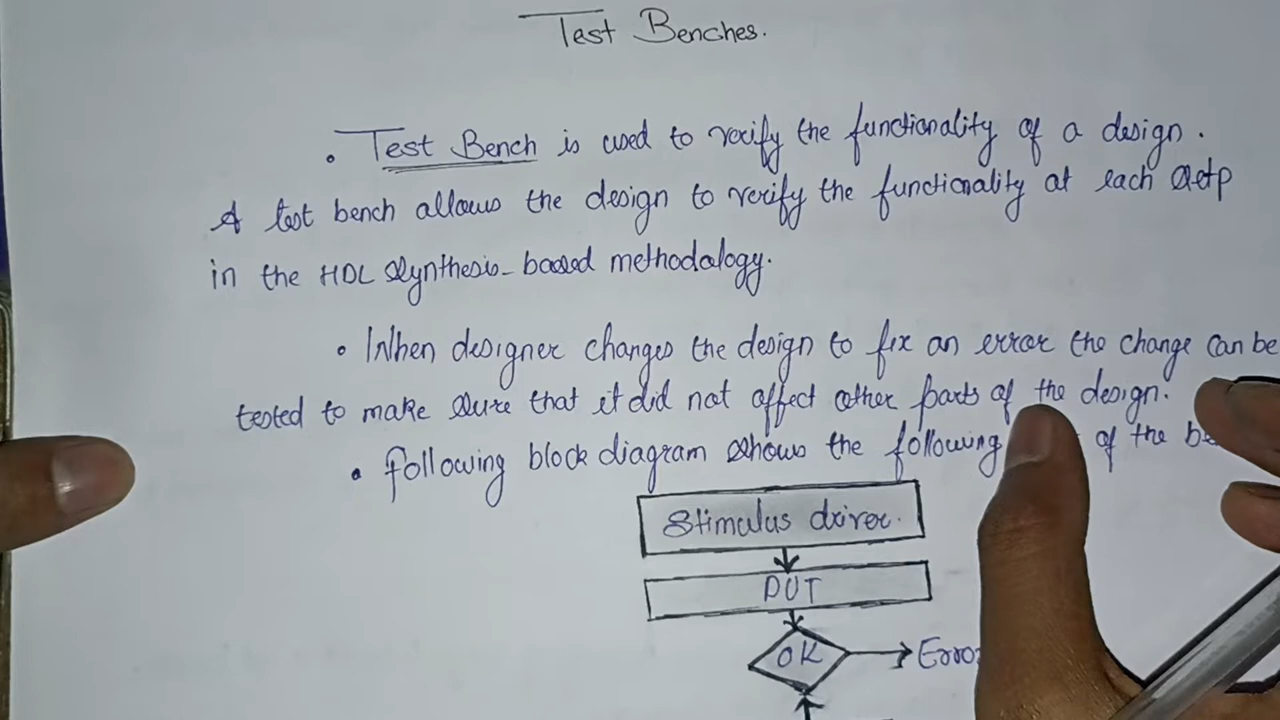 Test Benches.
• Test Bench is used to verify the functionality of a design.
A test bench allows the design to verify the functionality at each step
in the HDL synthesis-based methodology.
• When designer changes the design to fix an error the change can be
tested to make sure that it did not affect other parts of the design.
• following block diagram shows the following of the
Stimulus driver.
DUT
OK